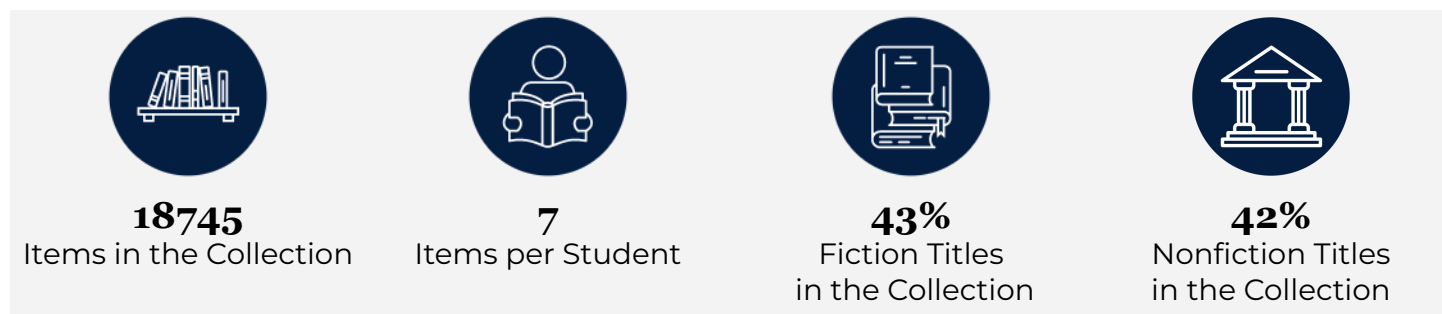 18745
Items in the Collection
7
Items per Student
43%
Fiction Titles
in the Collection
42%
Nonfiction Titles
in the Collection